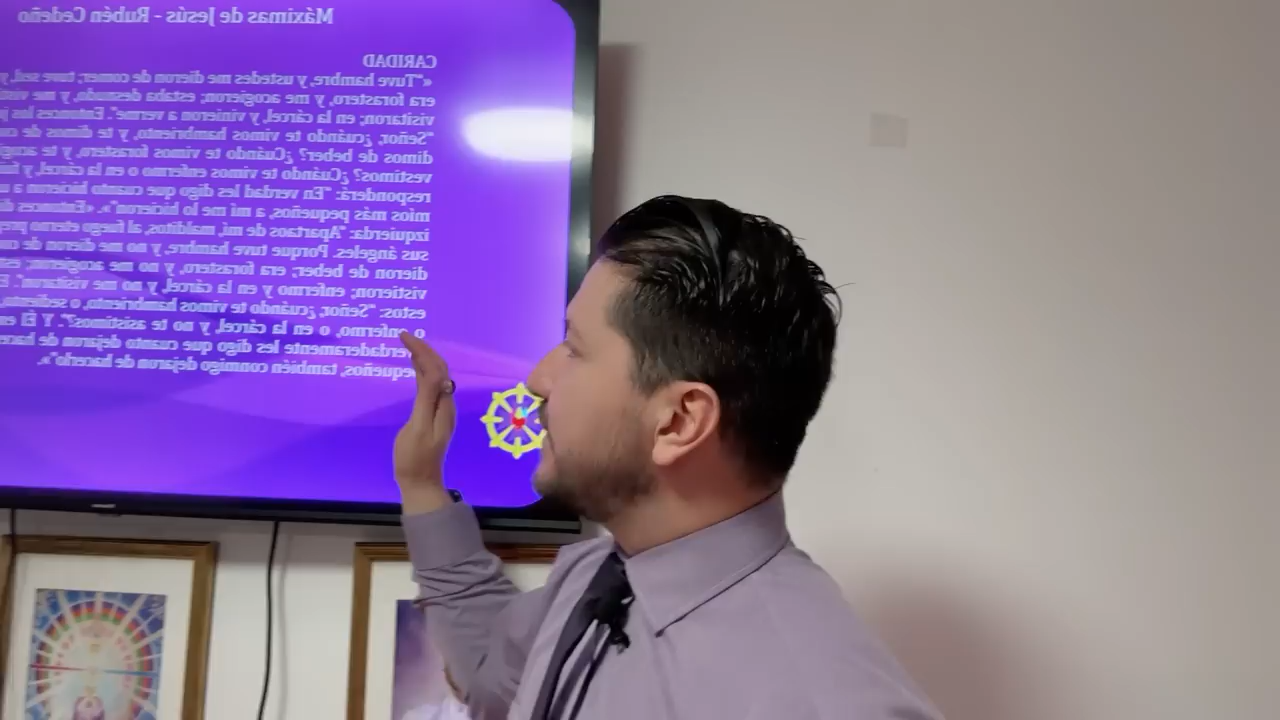 Máximas de Jesús - Rubén Cedeño
CARIDAD
«"Tuve hambre, y ustedes me dieron de comer; tuve sed, y
era forastero, y me acogieron; estaba desnudo, y me
visitaron; en la cárcel, y vinieron a verme". Entonces los
"Señor, ¿cuándo te vimos hambriento, y te dimos de
dimos de beber? ¿Cuándo te vimos forastero, y te
vestimos? ¿Cuándo te vimos enfermo o en la cárcel, y
responderá: "En verdad les digo que cuanto hicieron a
míos más pequeños, a mí me lo hicieron"». «Entonces
izquierda: "Apartaos de mí, malditos, al fuego eterno
sus ángeles. Porque tuve hambre, y no me dieron de
dieron de beber; era forastero, y no me acogieron;
vistieron; enfermo y en la cárcel, y no me visitaron".
estos: "Señor, ¿cuándo te vimos hambriento, o sediento,
o enfermo, o en la cárcel, y no te asistimos?". Y Él
verdaderamente les digo que cuanto dejaron de
pequeños, también conmigo dejaron de hacerlo"».